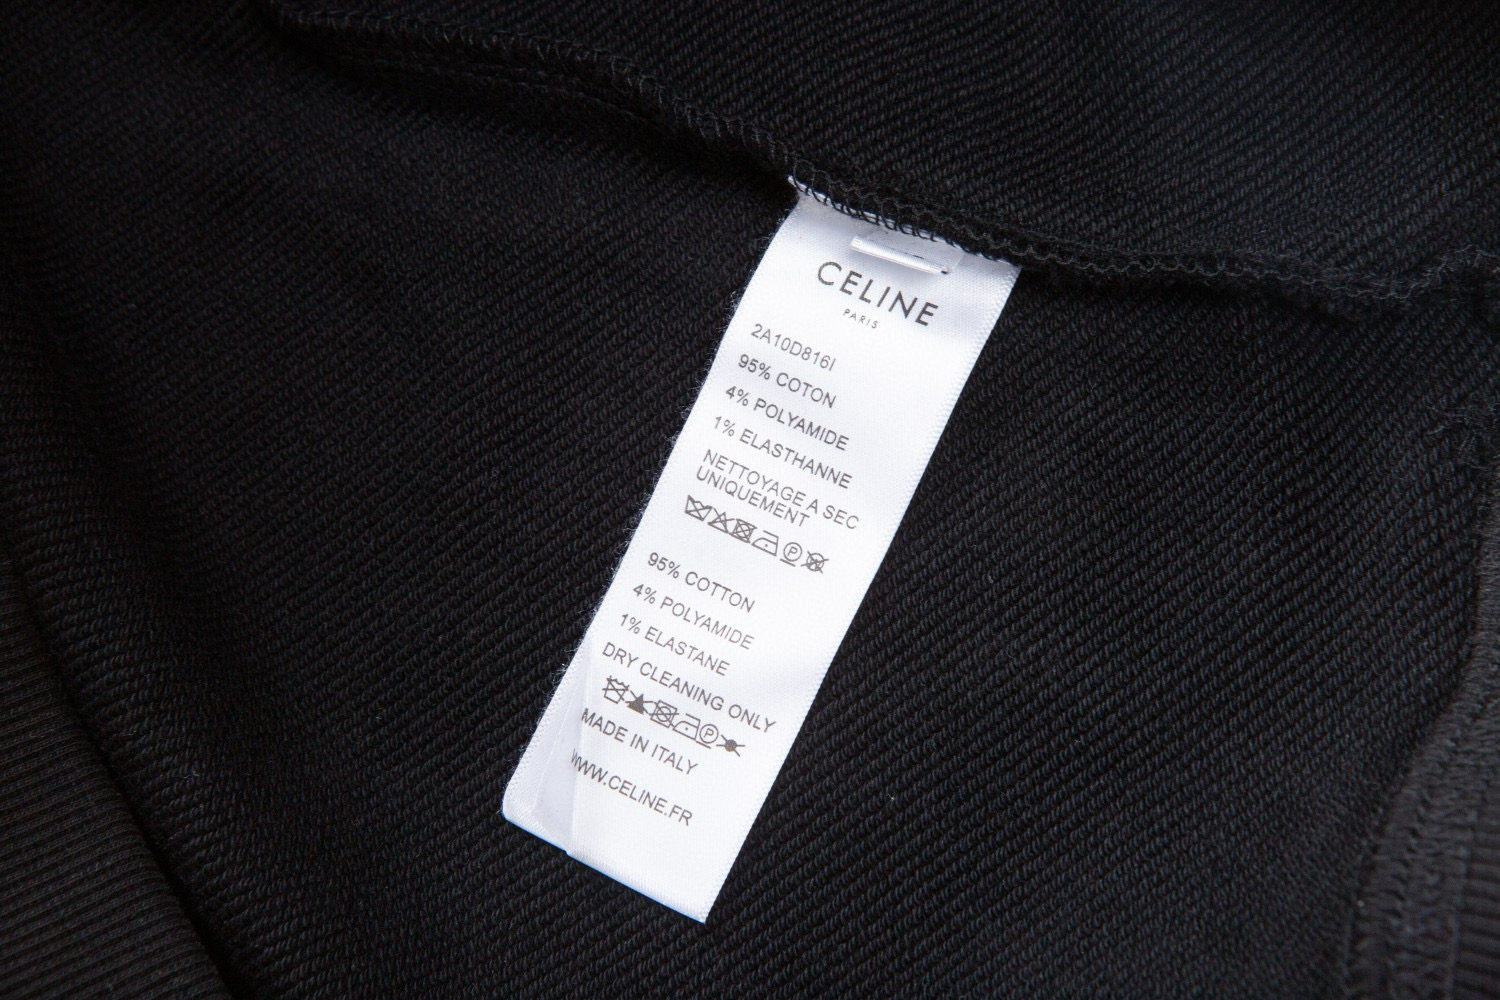 CELINE
PARIS
2A10D816I
95% COTON
4% POLYAMIDE
1% ELASTHANNE
NETTOYAGE A SEC
UNIQUEMENT
P
95% COTTON
4% POLYAMIDE
1% ELASTANE
DRY CLEANING ONLY
P
MADE IN ITALY
WWW.CELINE.FR